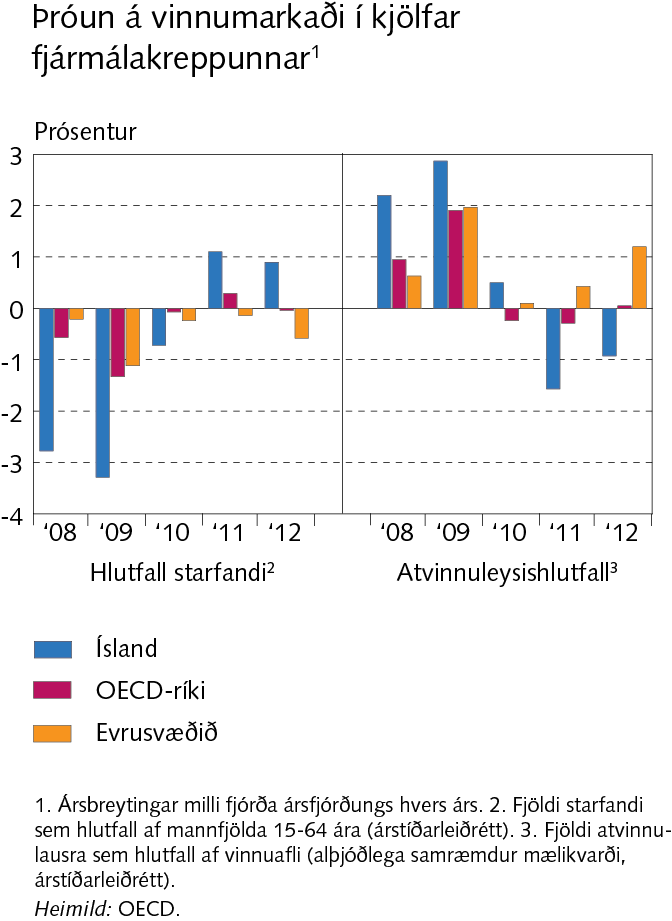 Þróun á vinnumarkaði í kjölfar
fjármálakreppunnar¹
Prósentur
3
2
1
0
-1
-2
-3
-4
‘08 ‘09 ‘10 ‘11 ‘12 ‘08 ‘09 ‘10 ‘11 ‘12
Hlutfall starfandi² Atvinnuleysishlutfall³
Ísland
OECD-ríki
Evrusvæðið
1. Ársbreytingar milli fjórða ársfjórðungs hvers árs. 2. Fjöldi starfandi
sem hlutfall af mannfjölda 15-64 ára (árstíðarleiðrétt). 3. Fjöldi atvinnu-
lausra sem hlutfall af vinnuafli (alþjóðlega samræmdur mælikvarði,
árstíðarleiðrétt).
Heimild: OECD.